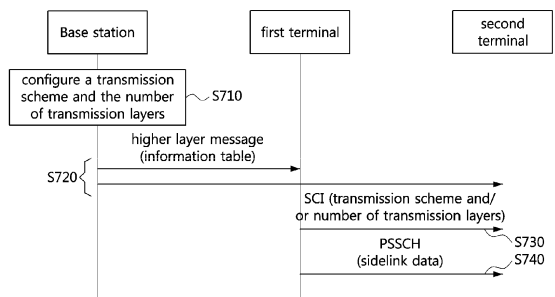 Base station
first terminal
second
terminal
configure a transmission
scheme and the number
of transmission layers
S710
higher layer message
(information table)
S720
SCI (transmission scheme and/
or number of transmission layers)
S730
PSSCH
(sidelink data)
S740